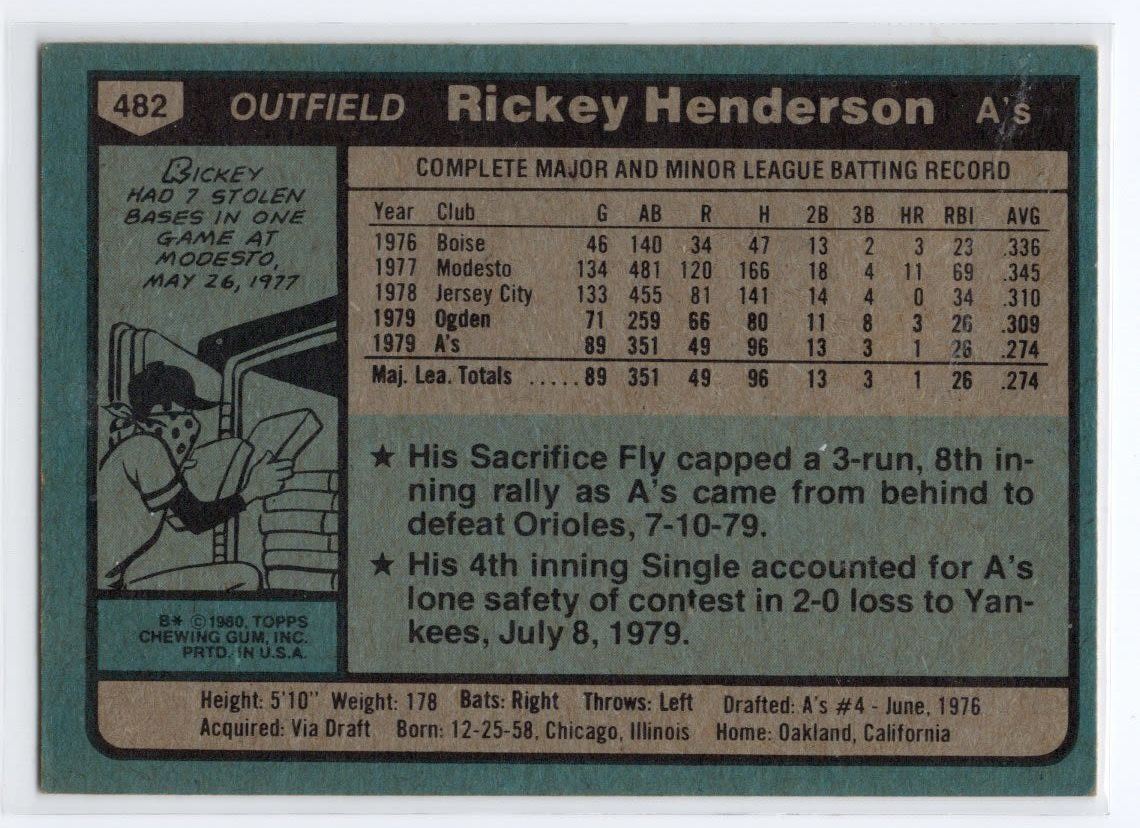 482 OUTFIELD Rickey Henderson A's
Rickey
HAD 7 STOLEN
BASES IN ONE
GAME AT
MODESTO,
MAY 26, 1977
COMPLETE MAJOR AND MINOR LEAGUE BATTING RECORD
Year Club G AB R H 2B 3B HR RBI AVG
1976 Boise 46 140 34 47 13 2 3 23 .336
1977 Modesto 134 481 120 166 18 4 11 69 .345
1978 Jersey City 133 455 81 141 14 4 0 34 .310
1979 Ogden 71 259 66 80 11 8 3 26 .309
1979 A's 89 351 49 96 13 3 1 26 .274
Maj. Lea. Totals .....89 351 49 96 13 3 1 26 .274
★ His Sacrifice Fly capped a 3-run, 8th in-
ning rally as A's came from behind to
defeat Orioles, 7-10-79.
★ His 4th inning Single accounted for A's
lone safety of contest in 2-0 loss to Yan-
kees, July 8, 1979.
B* ©1980, TOPPS
CHEWING GUM, INC.
PRTD. IN U.S.A.
Height: 5'10" Weight: 178 Bats: Right Throws: Left Drafted: A's #4 - June, 1976
Acquired: Via Draft Born: 12-25-58, Chicago, Illinois Home: Oakland, California